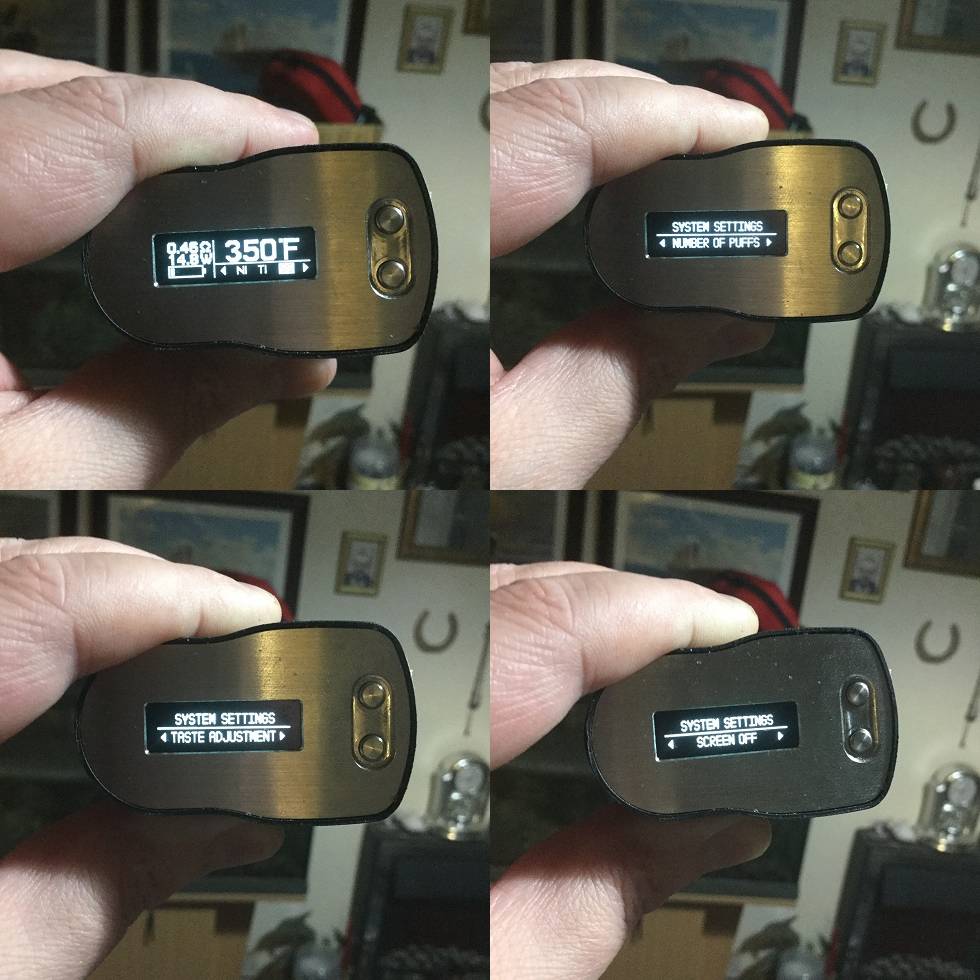 0.46Ω
14.8W
350°F
◄ NI TI ►
SYSTEM SETTINGS
◄ NUMBER OF PUFFS ►
SYSTEM SETTINGS
◄ TASTE ADJUSTMENT ►
SYSTEM SETTINGS
◄ SCREEN OFF ►